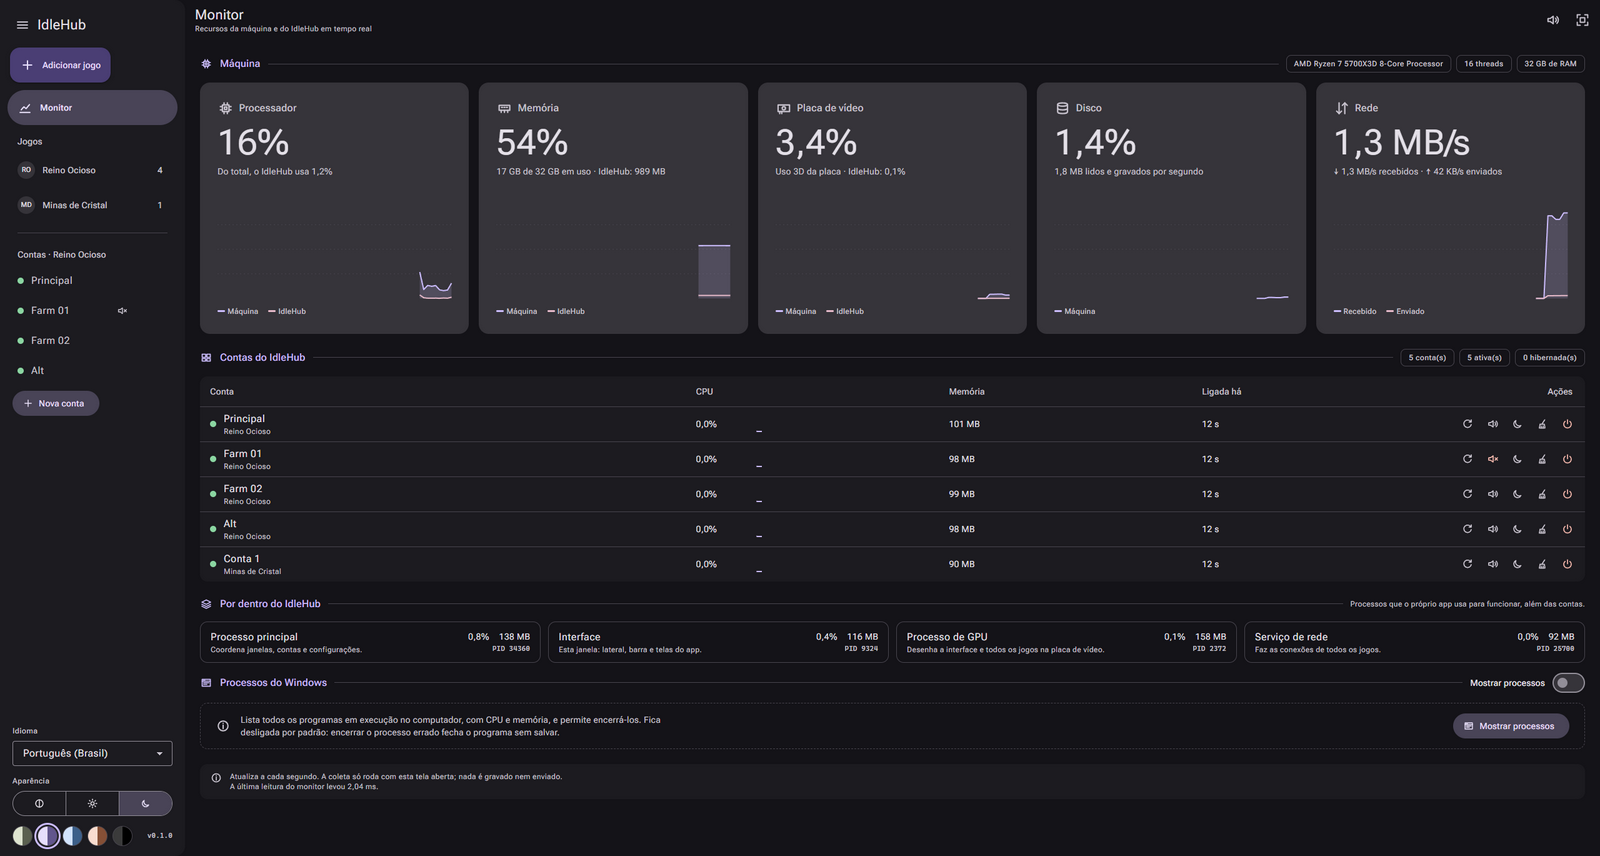 IdleHub
Adicionar jogo
Monitor
Jogos
RO Reino Ocioso 4
MD Minas de Cristal 1
Contas · Reino Ocioso
Principal
Farm 01
Farm 02
Alt
Nova conta
Idioma
Português (Brasil)
Aparência
v0.1.0
Monitor
Recursos da máquina e do IdleHub em tempo real
Máquina
AMD Ryzen 7 5700X3D 8-Core Processor
16 threads
32 GB de RAM
Processador
16%
Do total, o IdleHub usa 1,2%
Máquina IdleHub
Memória
54%
17 GB de 32 GB em uso · IdleHub: 989 MB
Máquina IdleHub
Placa de vídeo
3,4%
Uso 3D da placa · IdleHub: 0,1%
Máquina IdleHub
Disco
1,4%
1,8 MB lidos e gravados por segundo
Máquina
Rede
1,3 MB/s
↓ 1,3 MB/s recebidos · ↑ 42 KB/s enviados
Recebido Enviado
Contas do IdleHub
5 conta(s)
5 ativa(s)
0 hibernada(s)
Conta CPU Memória Ligada há Ações
Principal
Reino Ocioso
0,0% 101 MB 12 s
Farm 01
Reino Ocioso
0,0% 98 MB 12 s
Farm 02
Reino Ocioso
0,0% 99 MB 12 s
Alt
Reino Ocioso
0,0% 98 MB 12 s
Conta 1
Minas de Cristal
0,0% 90 MB 12 s
Por dentro do IdleHub
Processos que o próprio app usa para funcionar, além das contas.
Processo principal 0,8% 138 MB
Coordena janelas, contas e configurações. PID 34360
Interface 0,4% 116 MB
Esta janela: lateral, barra e telas do app. PID 9324
Processo de GPU 0,1% 158 MB
Desenha a interface e todos os jogos na placa de vídeo. PID 2372
Serviço de rede 0,0% 92 MB
Faz as conexões de todos os jogos. PID 25700
Processos do Windows
Mostrar processos
Lista todos os programas em execução no computador, com CPU e memória, e permite encerrá-los. Fica
desligada por padrão: encerrar o processo errado fecha o programa sem salvar.
Mostrar processos
Atualiza a cada segundo. A coleta só roda com esta tela aberta; nada é gravado nem enviado.
A última leitura do monitor levou 2,04 ms.